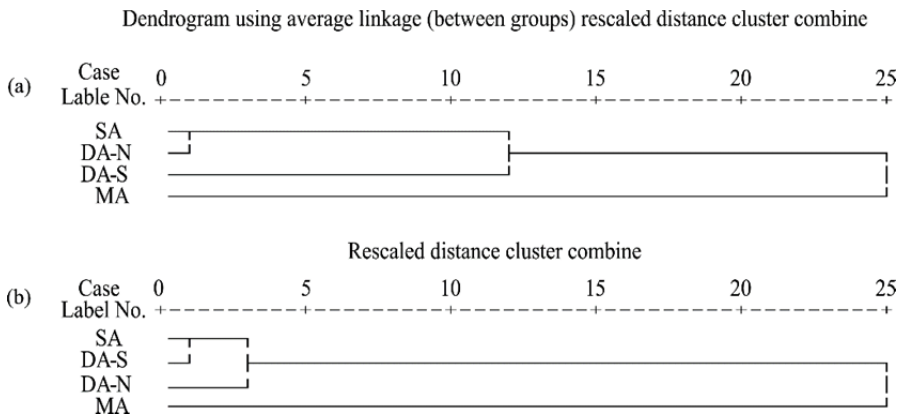 Dendrogram using average linkage (between groups) rescaled distance cluster combine
(a)
Case 0 5 10 15 20 25
Lable No.
SA
DA-N
DA-S
MA
Rescaled distance cluster combine
(b)
Case 0 5 10 15 20 25
Label No.
SA
DA-S
DA-N
MA